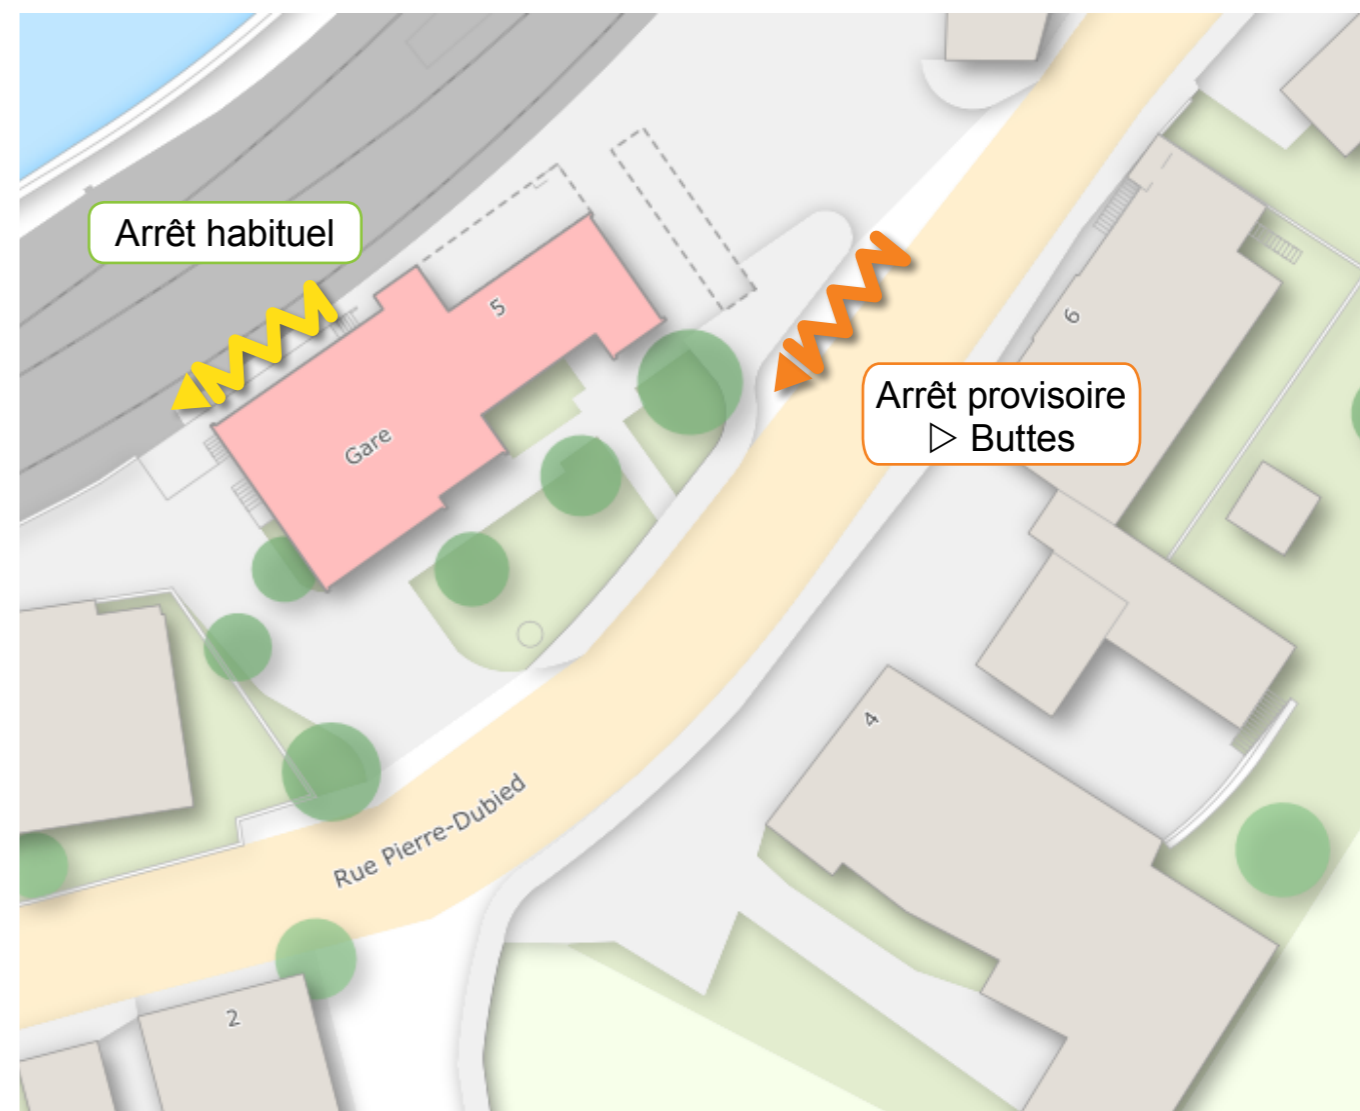 Arrêt habituel
5
6
Arrêt provisoire
▷ Buttes
Gare
4
Rue Pierre-Dubied
2